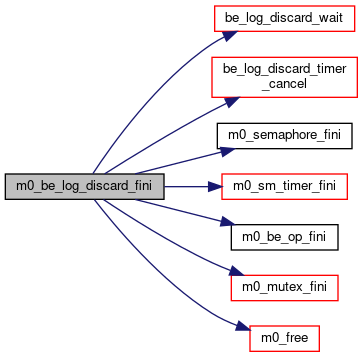 be_log_discard_wait
be_log_discard_timer
_cancel
m0_semaphore_fini
m0_be_log_discard_fini
m0_sm_timer_fini
m0_be_op_fini
m0_mutex_fini
m0_free